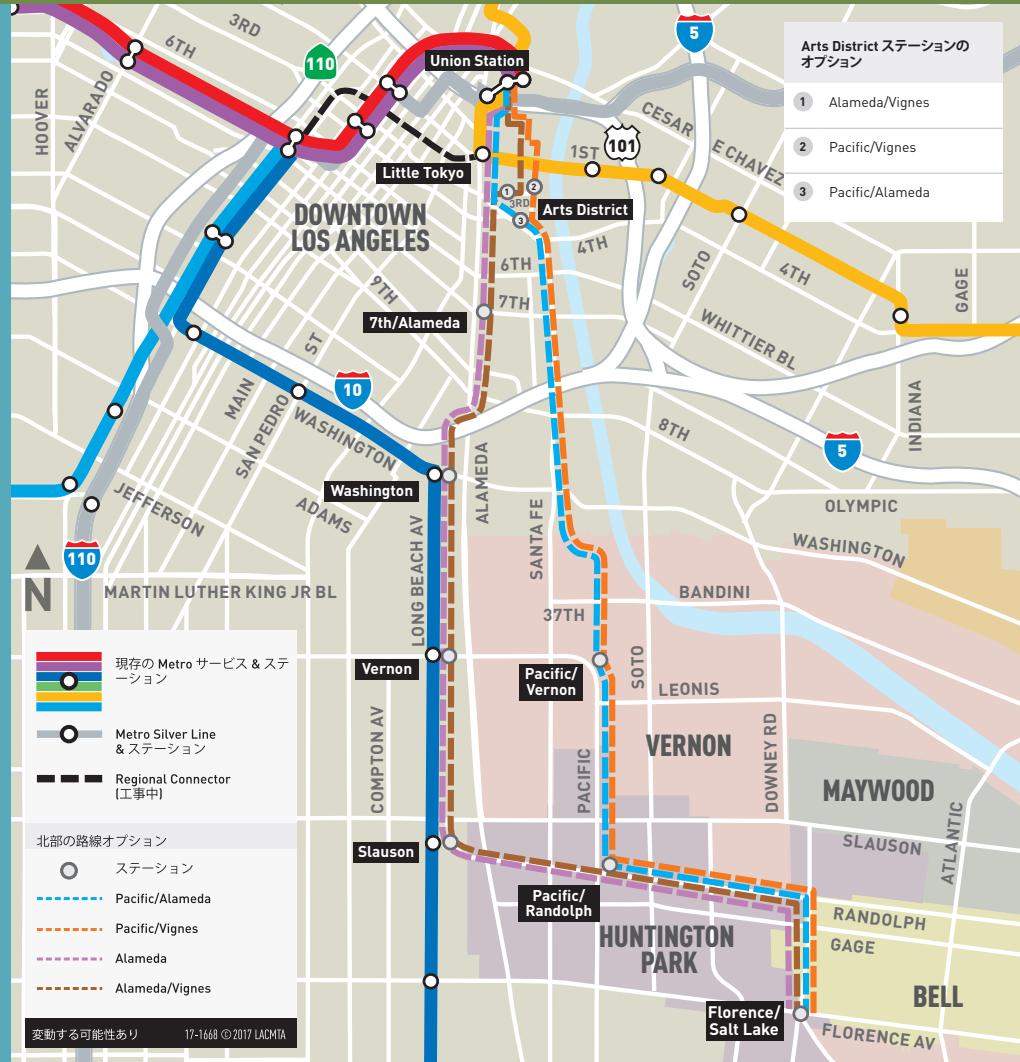 3RD
6TH
110
5
Union Station
Arts District ステーションの
オプション
1 Alameda/Vignes
2 Pacific/Vignes
3 Pacific/Alameda
HOOVER
ALVARADO
CESAR E CHAVEZ
101
1ST
Little Tokyo
1
2
3RD
3
Arts District
DOWNTOWN
LOS ANGELES
4TH
6TH
SOTO
4TH
GAGE
9TH
7TH
7th/Alameda
WHITTIER BL
ST
10
MAIN
SAN PEDRO
WASHINGTON
8TH
INDIANA
5
ALAMEDA
Washington
JEFFERSON
ADAMS
OLYMPIC
LONG BEACH AV
SANTA FE
WASHINGTON
110
N
MARTIN LUTHER KING JR BL
BANDINI
37TH
現存の Metro サービス & ステ
ーション
Metro Silver Line
& ステーション
Regional Connector
(工事中)
北部の路線オプション
ステーション
Pacific/Alameda
Pacific/Vignes
Alameda
Alameda/Vignes
変動する可能性あり 17-1668 © 2017 LACMTA
Vernon
Pacific/
Vernon
SOTO
LEONIS
COMPTON AV
PACIFIC
VERNON
DOWNEY RD
MAYWOOD
ATLANTIC
SLAUSON
Slauson
Pacific/
Randolph
RANDOLPH
HUNTINGTON
PARK
GAGE
BELL
Florence/
Salt Lake
FLORENCE AV